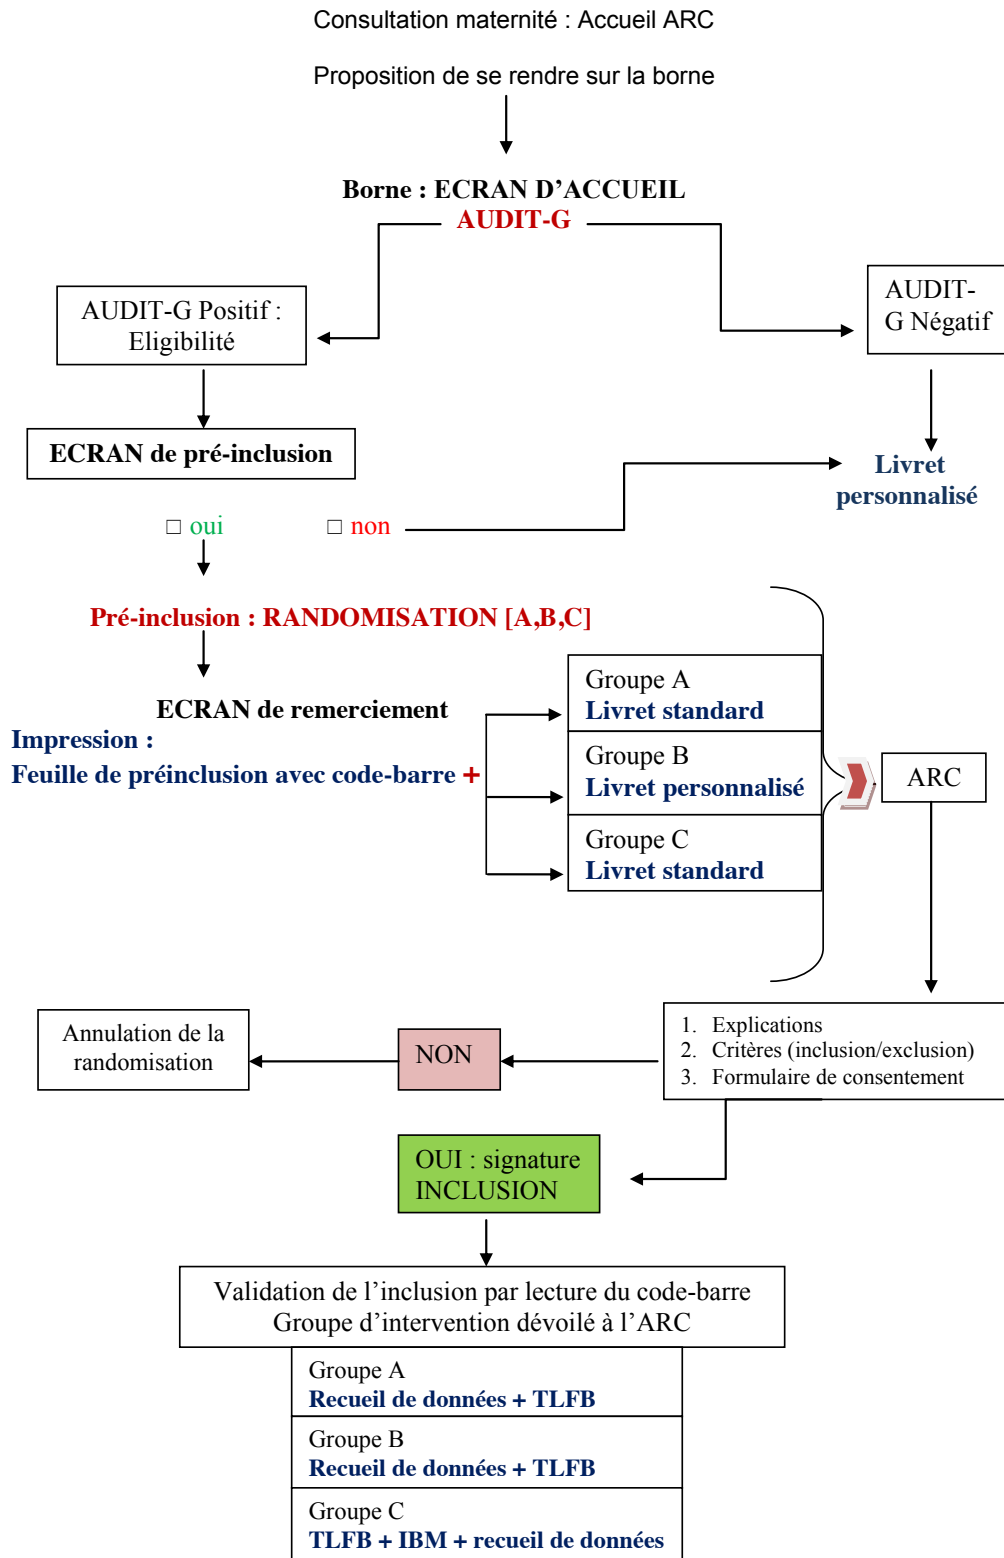 Consultation maternité : Accueil ARC
Proposition de se rendre sur la borne
Borne : ECRAN D’ACCUEIL
AUDIT-G
AUDIT-G Positif :
Eligibilité
AUDIT-
G Négatif
ECRAN de pré-inclusion
Livret
personnalisé
□ oui
□ non
Pré-inclusion : RANDOMISATION [A,B,C]
ECRAN de remerciement
Impression :
Feuille de préinclusion avec code-barre +
Groupe A
Livret standard
Groupe B
Livret personnalisé
Groupe C
Livret standard
ARC
1. Explications
2. Critères (inclusion/exclusion)
3. Formulaire de consentement
NON
Annulation de la
randomisation
OUI : signature
INCLUSION
Validation de l’inclusion par lecture du code-barre
Groupe d’intervention dévoilé à l’ARC
Groupe A
Recueil de données + TLFB
Groupe B
Recueil de données + TLFB
Groupe C
TLFB + IBM + recueil de données